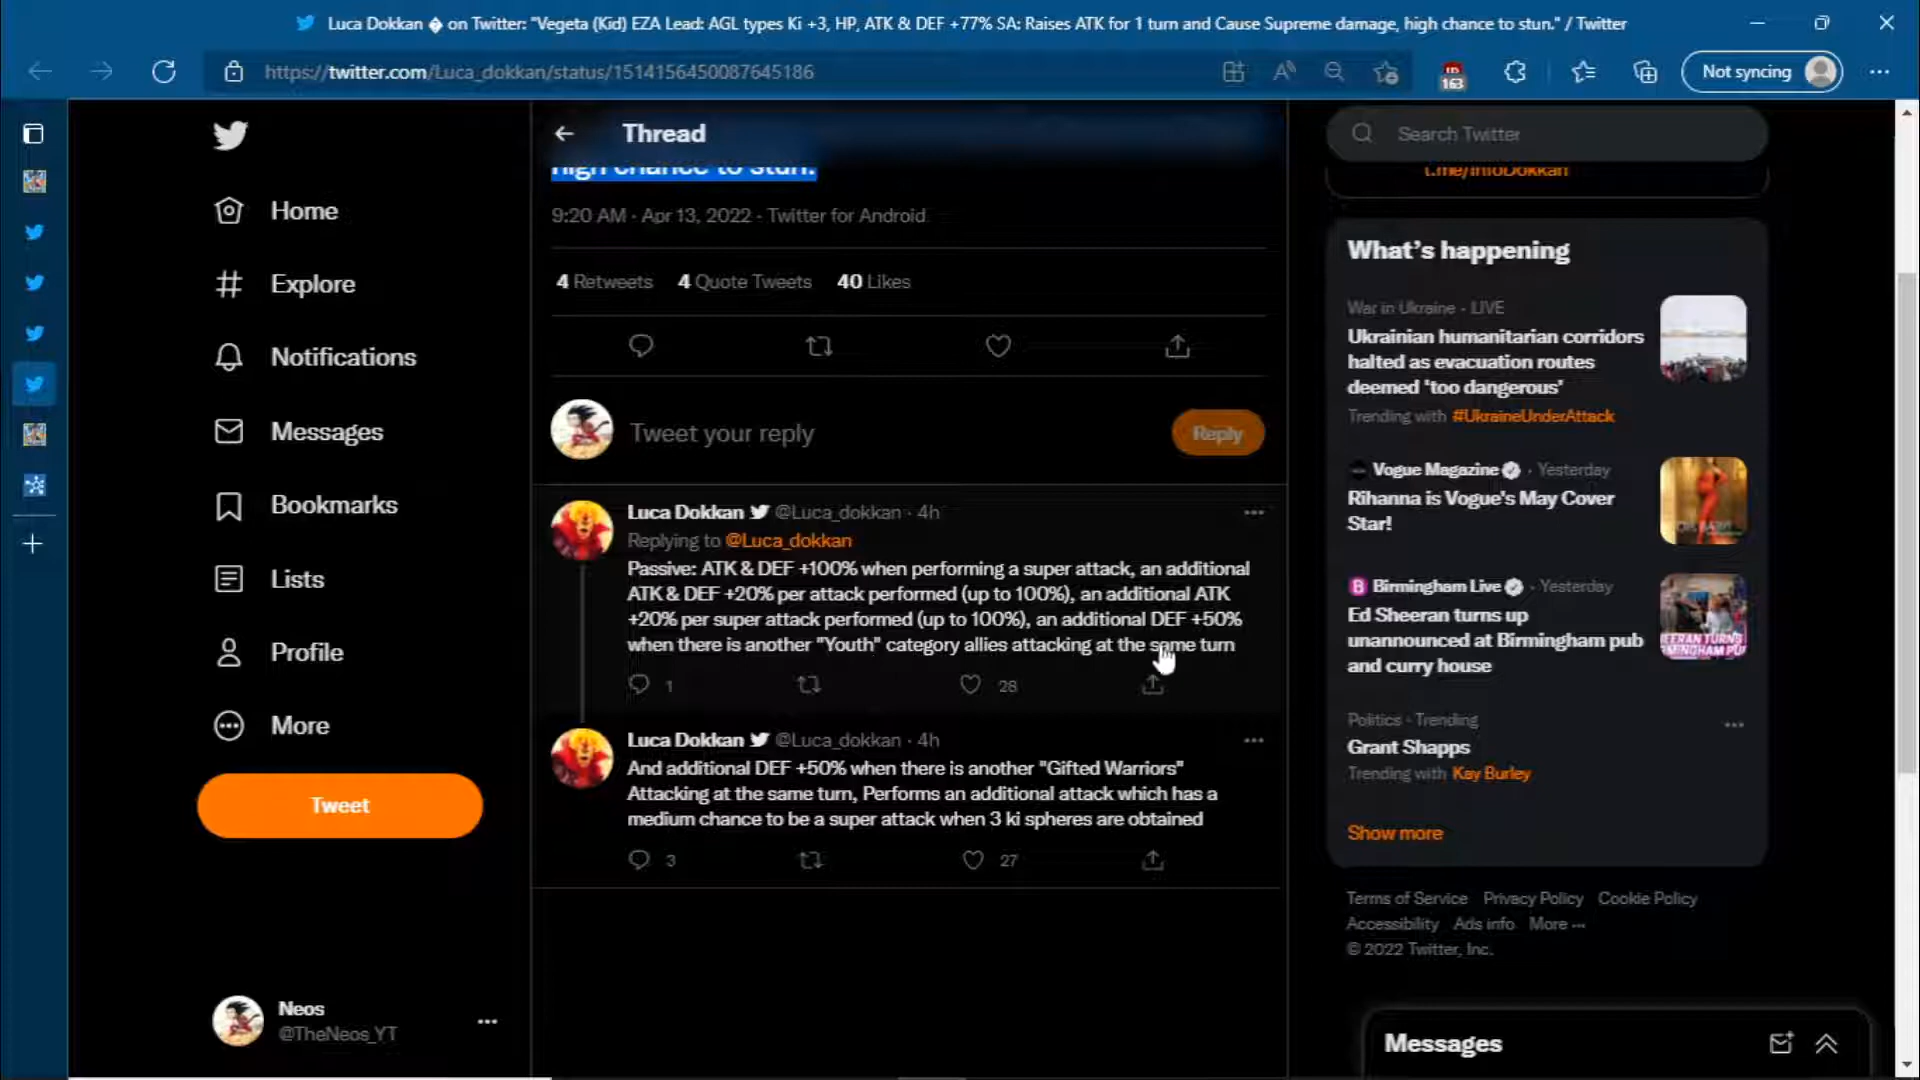 Luca Dokkan � on Twitter: "Vegeta (Kid) EZA Lead: AGL types Ki +3, HP, ATK & DEF +77% SA: Raises ATK for 1 turn and Cause Supreme damage, high chance to stun." / Twitter
https://twitter.com/Luca_dokkan/status/1514156450087645186
163
Not syncing
Home
Explore
Notifications
Messages
Bookmarks
Lists
Profile
More
Tweet
Neos
@TheNeos_YT
Thread
high chance to stun.
9:20 AM · Apr 13, 2022 · Twitter for Android
4 Retweets 4 Quote Tweets 40 Likes
Tweet your reply
Reply
Luca Dokkan @Luca_dokkan · 4h
Replying to @Luca_dokkan
Passive: ATK & DEF +100% when performing a super attack, an additional
ATK & DEF +20% per attack performed (up to 100%), an additional ATK
+20% per super attack performed (up to 100%), an additional DEF +50%
when there is another "Youth" category allies attacking at the same turn
1 28
Luca Dokkan @Luca_dokkan · 4h
And additional DEF +50% when there is another "Gifted Warriors"
Attacking at the same turn, Performs an additional attack which has a
medium chance to be a super attack when 3 ki spheres are obtained
3 27
Search Twitter
t.me/InfoDokkan
What's happening
War in Ukraine · LIVE
Ukrainian humanitarian corridors
halted as evacuation routes
deemed 'too dangerous'
Trending with #UkraineUnderAttack
Vogue Magazine · Yesterday
Rihanna is Vogue's May Cover
Star!
Birmingham Live · Yesterday
Ed Sheeran turns up
unannounced at Birmingham pub
and curry house
Politics · Trending
Grant Shapps
Trending with Kay Burley
Show more
Terms of Service Privacy Policy Cookie Policy
Accessibility Ads info More ···
© 2022 Twitter, Inc.
Messages